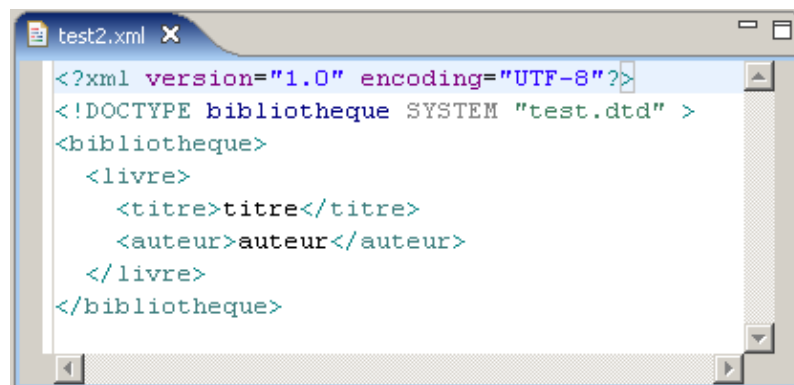 test2.xml
<?xml version="1.0" encoding="UTF-8"?>
<!DOCTYPE bibliotheque SYSTEM "test.dtd" >
<bibliotheque>
  <livre>
    <titre>titre</titre>
    <auteur>auteur</auteur>
  </livre>
</bibliotheque>